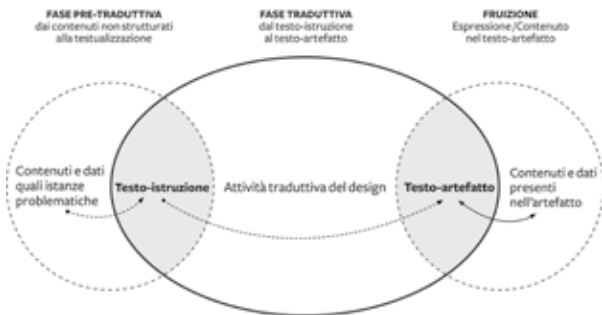 FASE PRE-TRADUTTIVA
dai contenuti non strutturati
alla testualizzazione
FASE TRADUTTIVA
dal testo-istruzione
al testo-artefatto
FRUIZIONE
Espressione/Contenuto
nel testo-artefatto
Contenuti e dati
quali istanze
problematiche
Testo-istruzione
Attività traduttiva del design
Testo-artefatto
Contenuti e dati
presenti
nell'artefatto